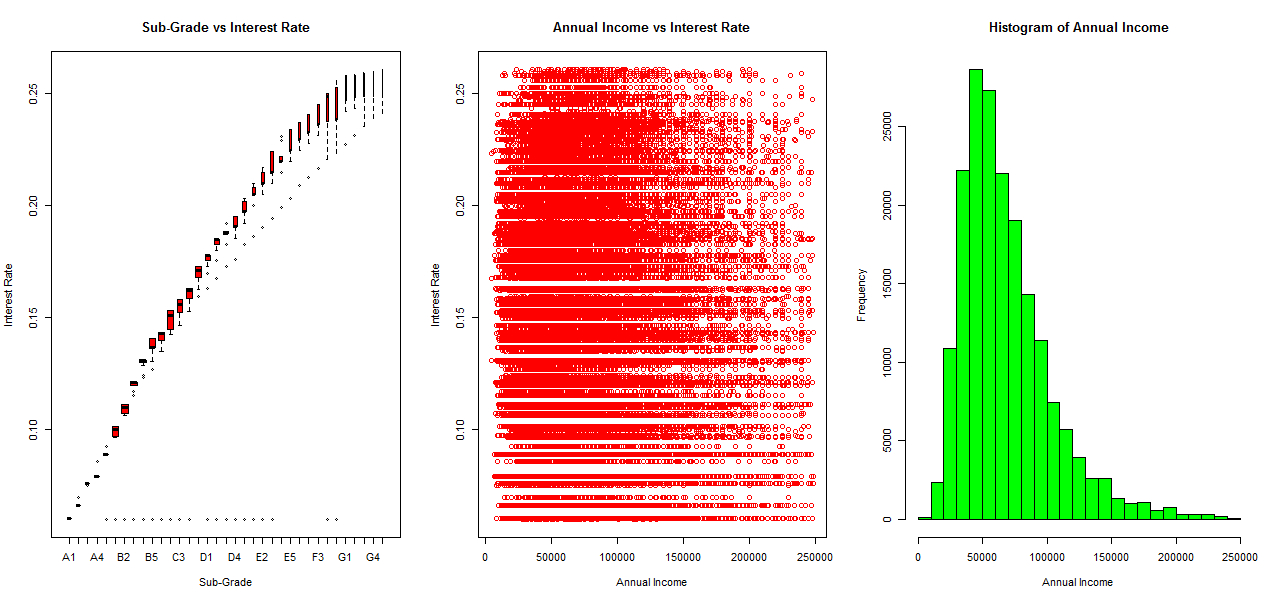 Sub-Grade vs Interest Rate
Interest Rate
0.25
0.20
0.15
0.10
A1 A4 B2 B5 C3 D1 D4 E2 E5 F3 G1 G4
Sub-Grade
Annual Income vs Interest Rate
Interest Rate
0.25
0.20
0.15
0.10
0 50000 100000 150000 200000 250000
Annual Income
Histogram of Annual Income
Frequency
25000
20000
15000
10000
5000
0
0 50000 100000 150000 200000 250000
Annual Income